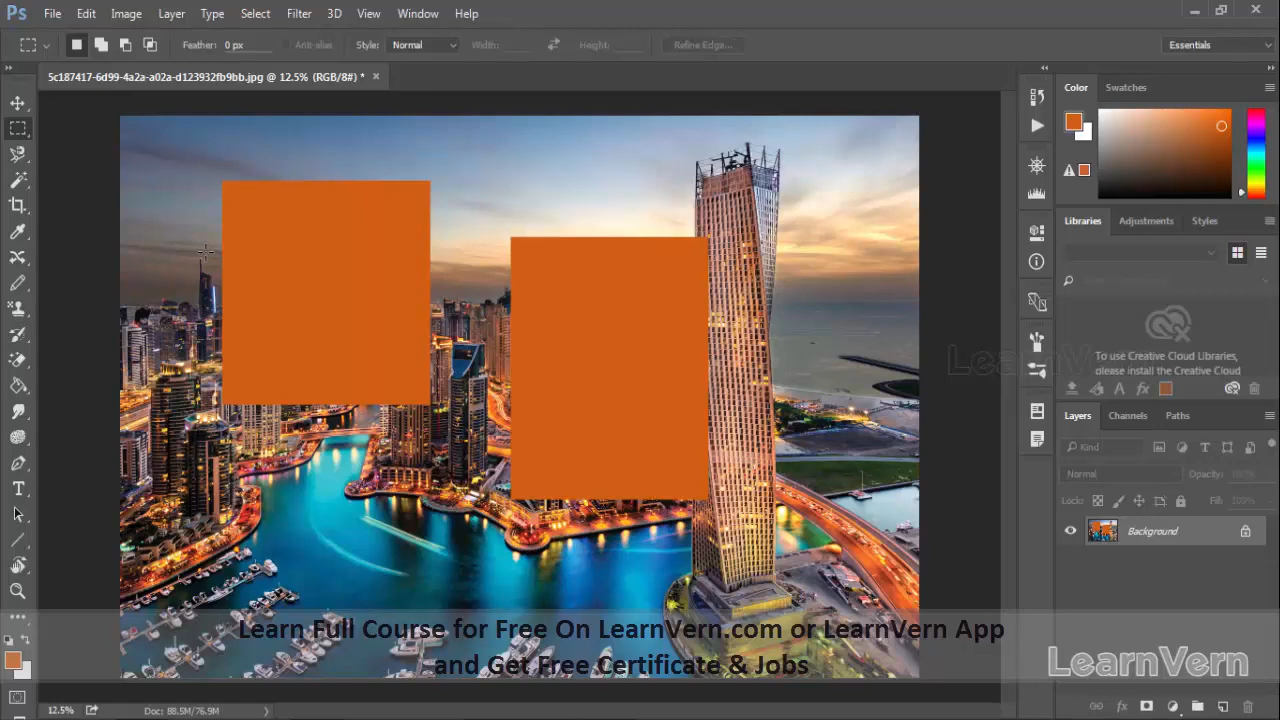 Ps File Edit Image Layer Type Select Filter 3D View Window Help
Feather: 0 px Anti-alias Style: Normal Width: Height: Refine Edge... Essentials
5c187417-6d99-4a2a-a02a-d123932fb9bb.jpg @ 12.5% (RGB/8#) *
Color Swatches
Libraries Adjustments Styles
To use Creative Cloud Libraries,
please install the Creative Cloud
LearnV
Layers Channels Paths
Kind
Normal Opacity: 100%
Lock: Fill: 100%
Background
Learn Full Course for Free On LearnVern.com or LearnVern App
and Get Free Certificate & Jobs
LearnVern
12.5% Doc: 88.5M/76.9M